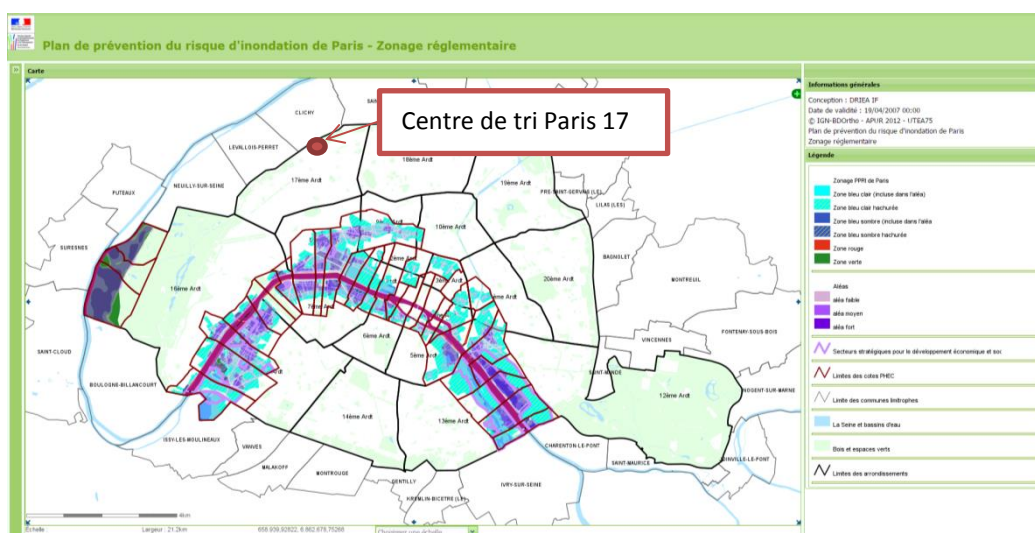 Plan de prévention du risque d'inondation de Paris - Zonage réglementaire
Carte
Centre de tri Paris 17
CLICHY
LEVALLOIS-PERRET
NEUILLY-SUR-SEINE
PUTEAUX
SURESNES
SAINT-CLOUD
BOULOGNE-BILLANCOURT
ISSY-LES-MOULINEAUX
VANVES
MALAKOFF
MONTROUGE
GENTILLY
KREMLIN-BICETRE (LE)
IVRY-SUR-SEINE
CHARENTON-LE-PONT
SAINT-MAURICE
JOINVILLE-LE-PONT
NOGENT-SUR-MARNE
SAINT-MANDE
VINCENNES
FONTENAY-SOUS-BOIS
MONTREUIL
BAGNOLET
LILAS (LES)
PRE-SAINT-GERVAIS (LE)
17ème Ardt
18ème Ardt
19ème Ardt
10ème Ardt
20ème Ardt
16ème Ardt
7ème Ardt
6ème Ardt
5ème Ardt
14ème Ardt
13ème Ardt
12ème Ardt
4km
Echelle
Largeur : 21.2km
Choisissez une échelle
Informations générales
Conception : DRIEA IF
Date de validité : 19/04/2007 00:00
© IGN-BDOrtho - APUR 2012 - UTEA75
Plan de prévention du risque d'inondation de Paris
Zonage réglementaire
Légende
Zonage PPRI de Paris
Zone bleu clair (incluse dans l'aléa)
Zone bleu clair hachurée
Zone bleu sombre (incluse dans l'aléa
Zone bleu sombre hachurée
Zone rouge
Zone verte
Aléas
aléa faible
aléa moyen
aléa fort
Secteurs stratégiques pour le développement économique et soc
Limites des cotes PHEC
Limite des communes limitrophes
La Seine et bassins d'eau
Bois et espaces verts
Limites des arrondissements